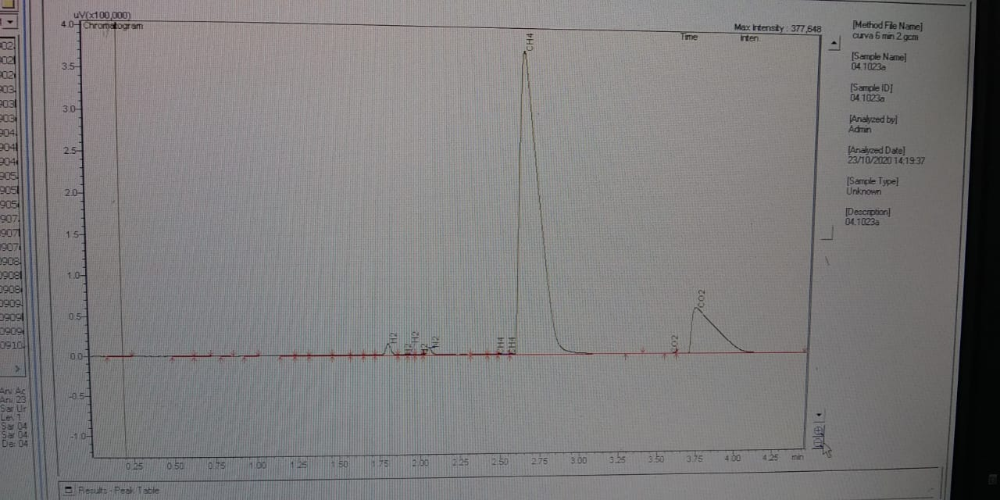 uV(x100,000)
Chromatogram
Max Intensity : 377,648
Time
Inten.
4.0
3.5
3.0
2.5
2.0
1.5
1.0
0.5
0.0
-0.5
-1.0
CH4
H2
H2
H2
N2
N2
CH4
CH4
CO2
CO2
0.25
0.50
0.75
1.00
1.25
1.50
1.75
2.00
2.25
2.50
2.75
3.00
3.25
3.50
3.75
4.00
4.25
min
[Method File Name]
curva 6 min 2.gcm
[Sample Name]
04.1023a
[Sample ID]
04.1023a
[Analyzed by]
Admin
[Analyzed Date]
23/10/2020 14:19:37
[Sample Type]
Unknown
[Description]
04.1023a
Results - Peak Table